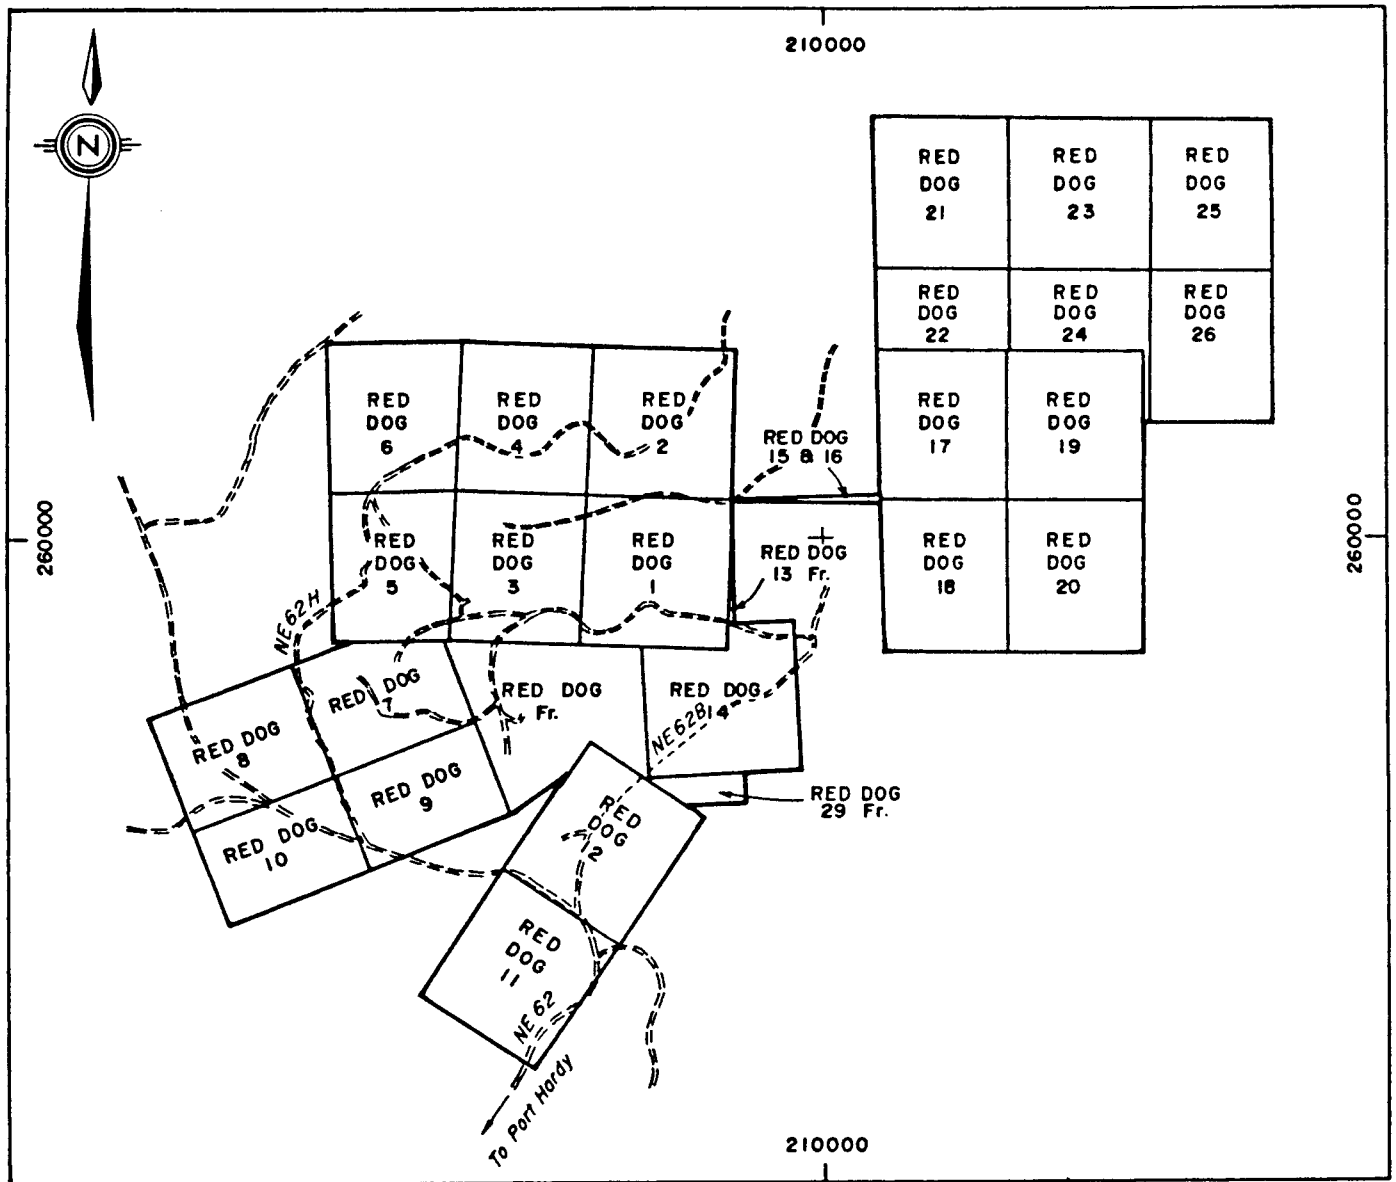 210000
N
RED
DOG
21
RED
DOG
23
RED
DOG
25
RED
DOG
22
RED
DOG
24
RED
DOG
26
RED
DOG
6
RED
DOG
4
RED
DOG
2
RED DOG
15 & 16
RED
DOG
17
RED
DOG
19
260000
RED
DOG
5
RED
DOG
3
RED
DOG
1
RED DOG
13 Fr.
RED
DOG
18
RED
DOG
20
260000
NE62H
RED DOG
8
RED DOG
7
RED DOG
Fr.
RED DOG
14
NE62B
RED DOG
10
RED DOG
9
RED
DOG
12
RED DOG
29 Fr.
RED
DOG
11
NE 62
To Port Hardy
210000